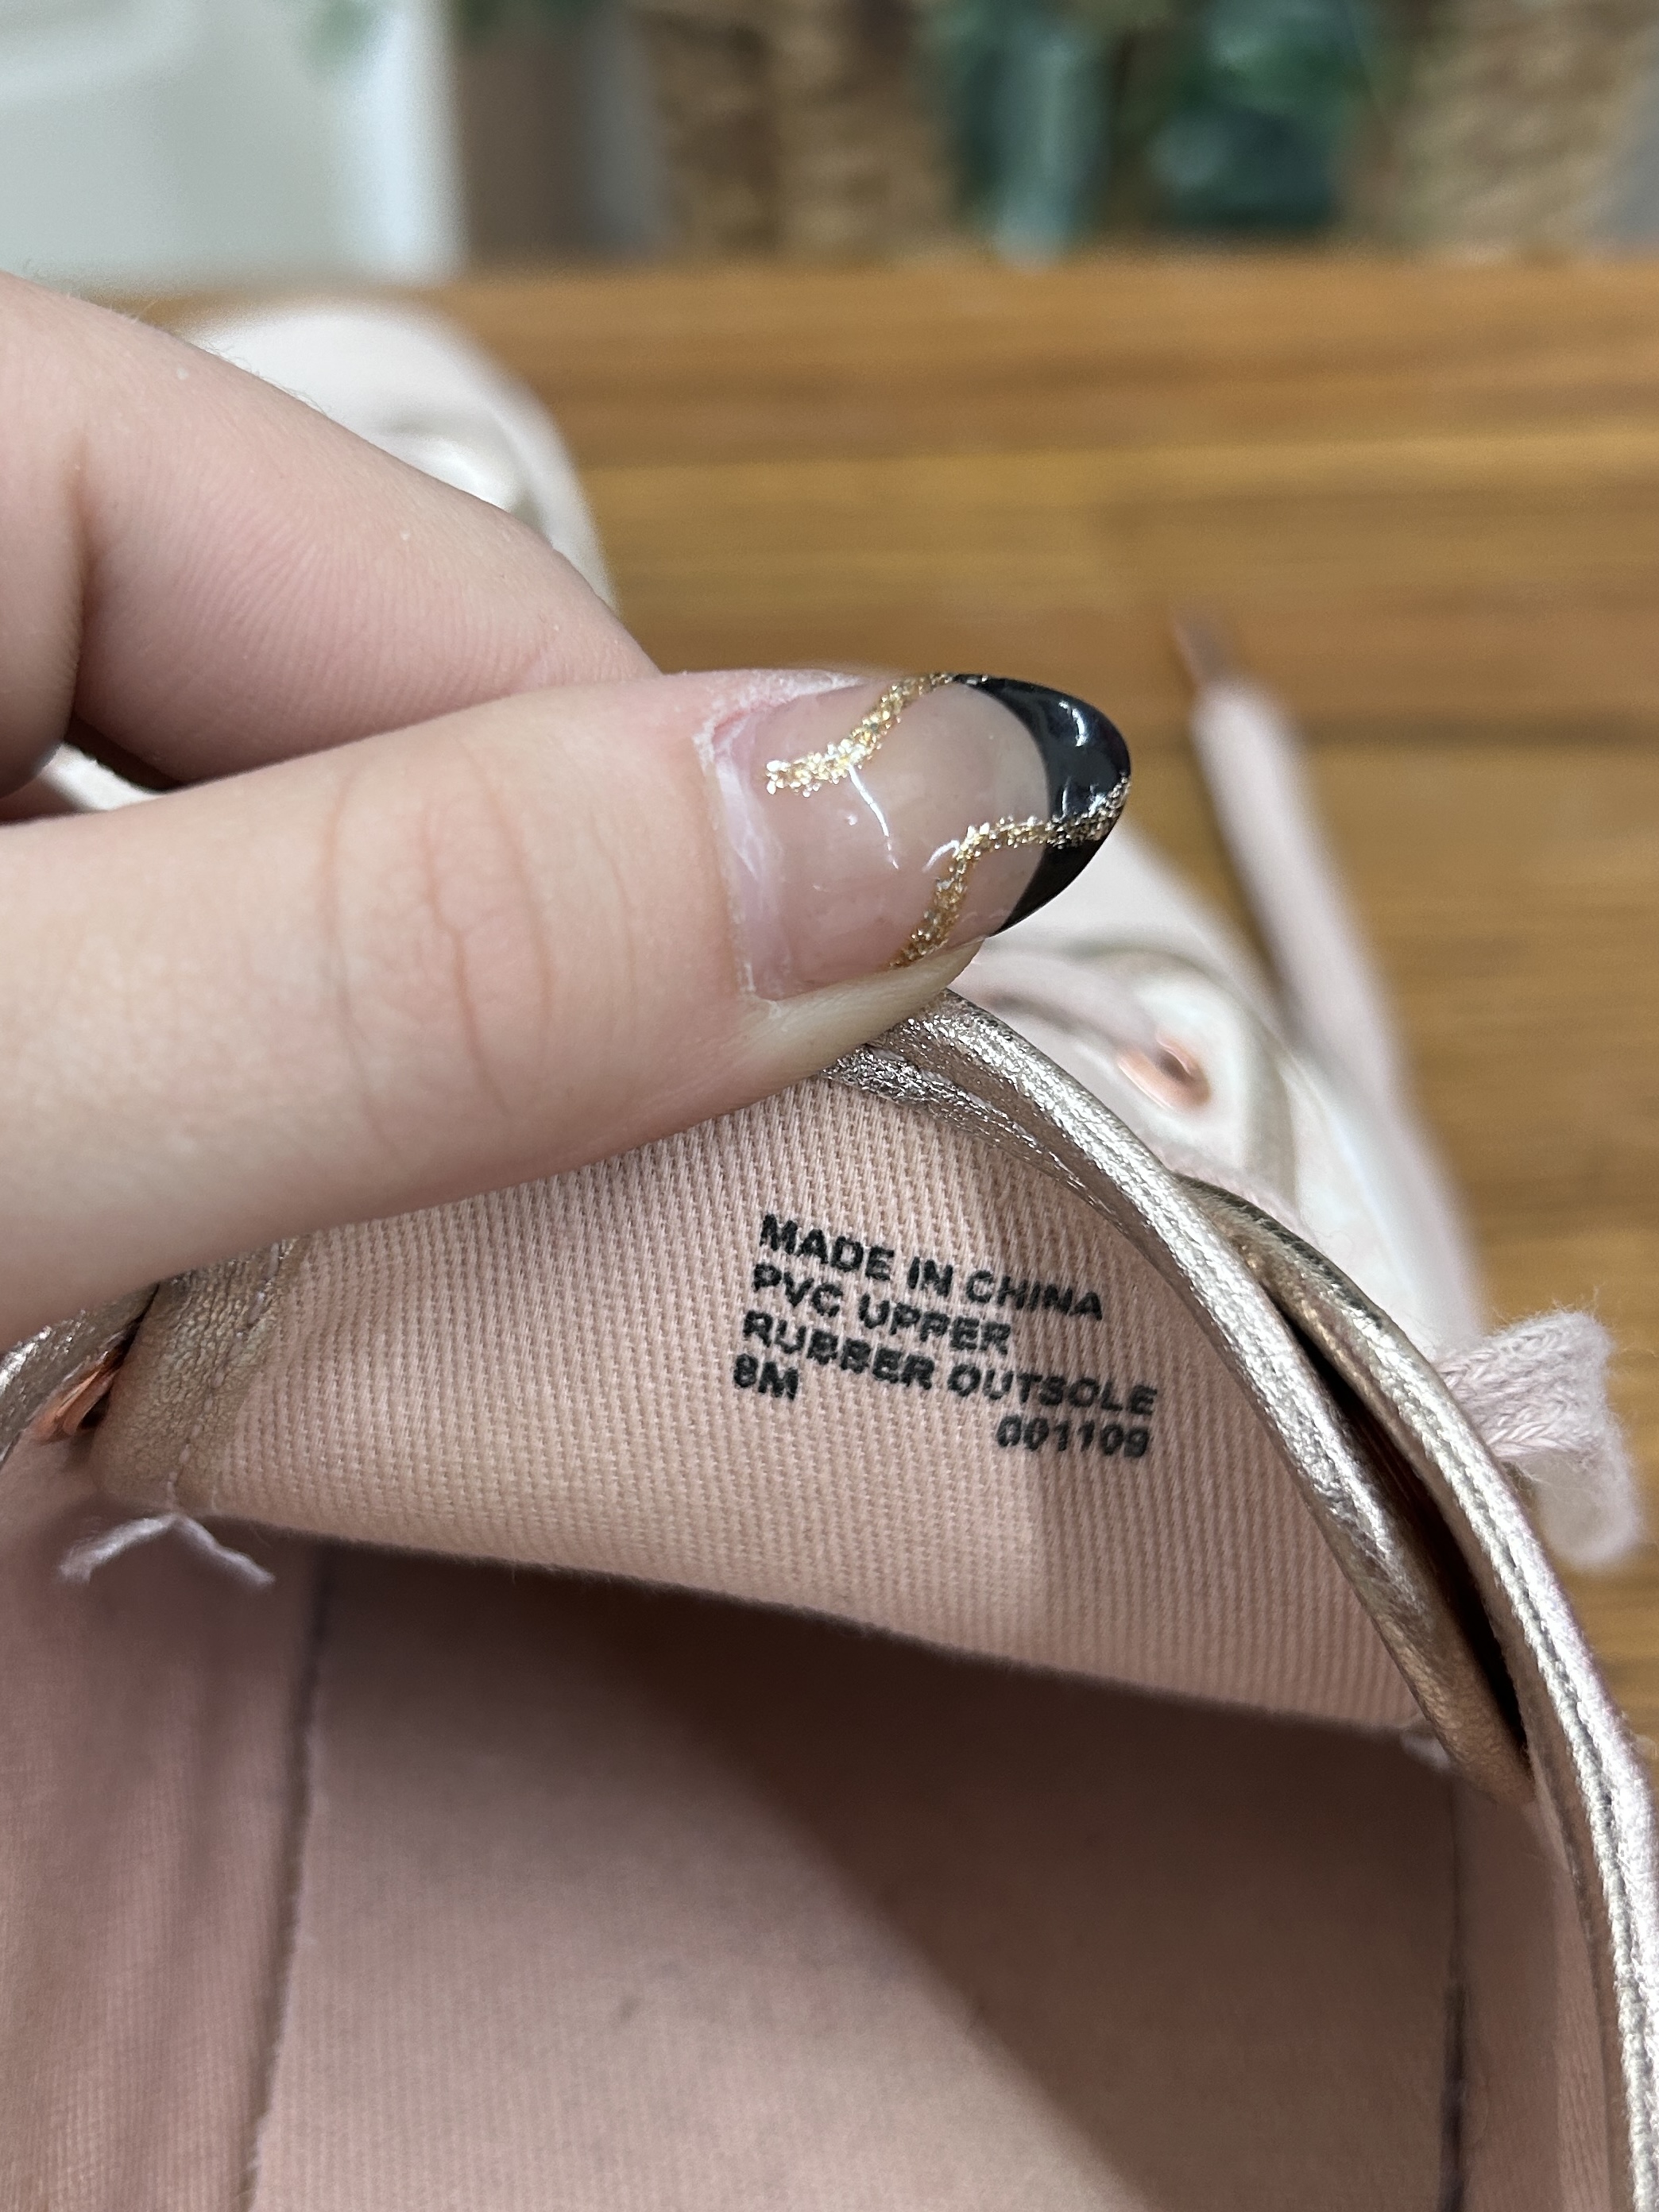 MADE IN CHINA
PVC UPPER
RUBBER OUTSOLE
8M
001109